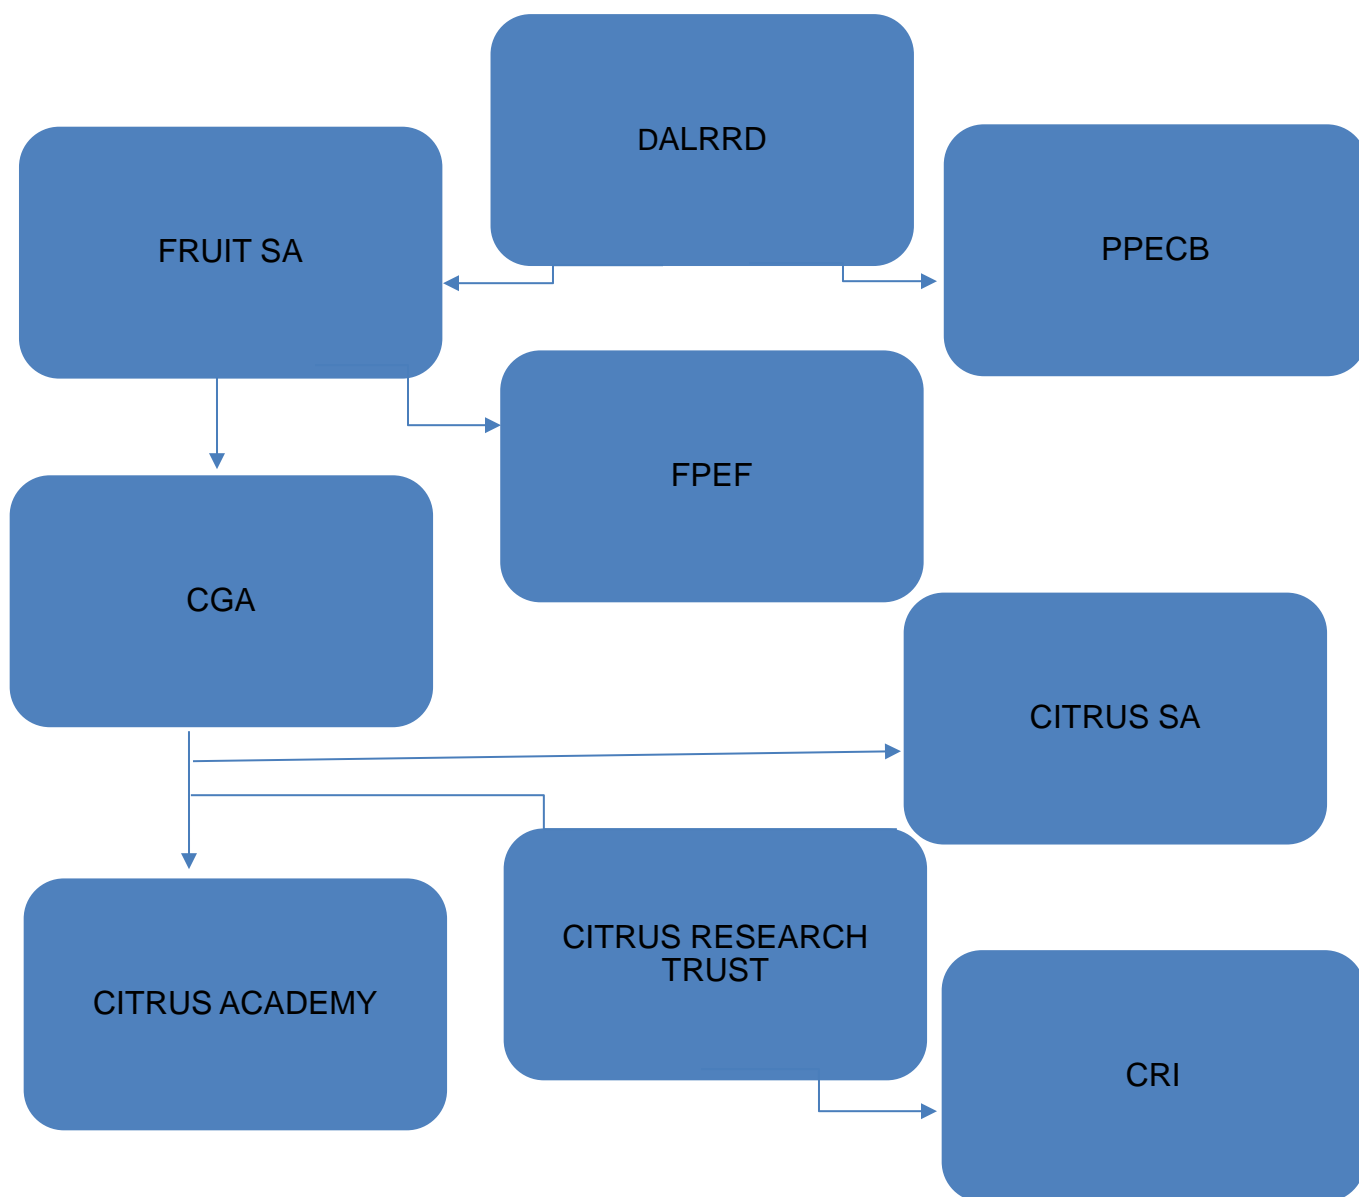 DALRRD
FRUIT SA
PPECB
FPEF
CGA
CITRUS SA
CITRUS RESEARCH
TRUST
CITRUS ACADEMY
CRI